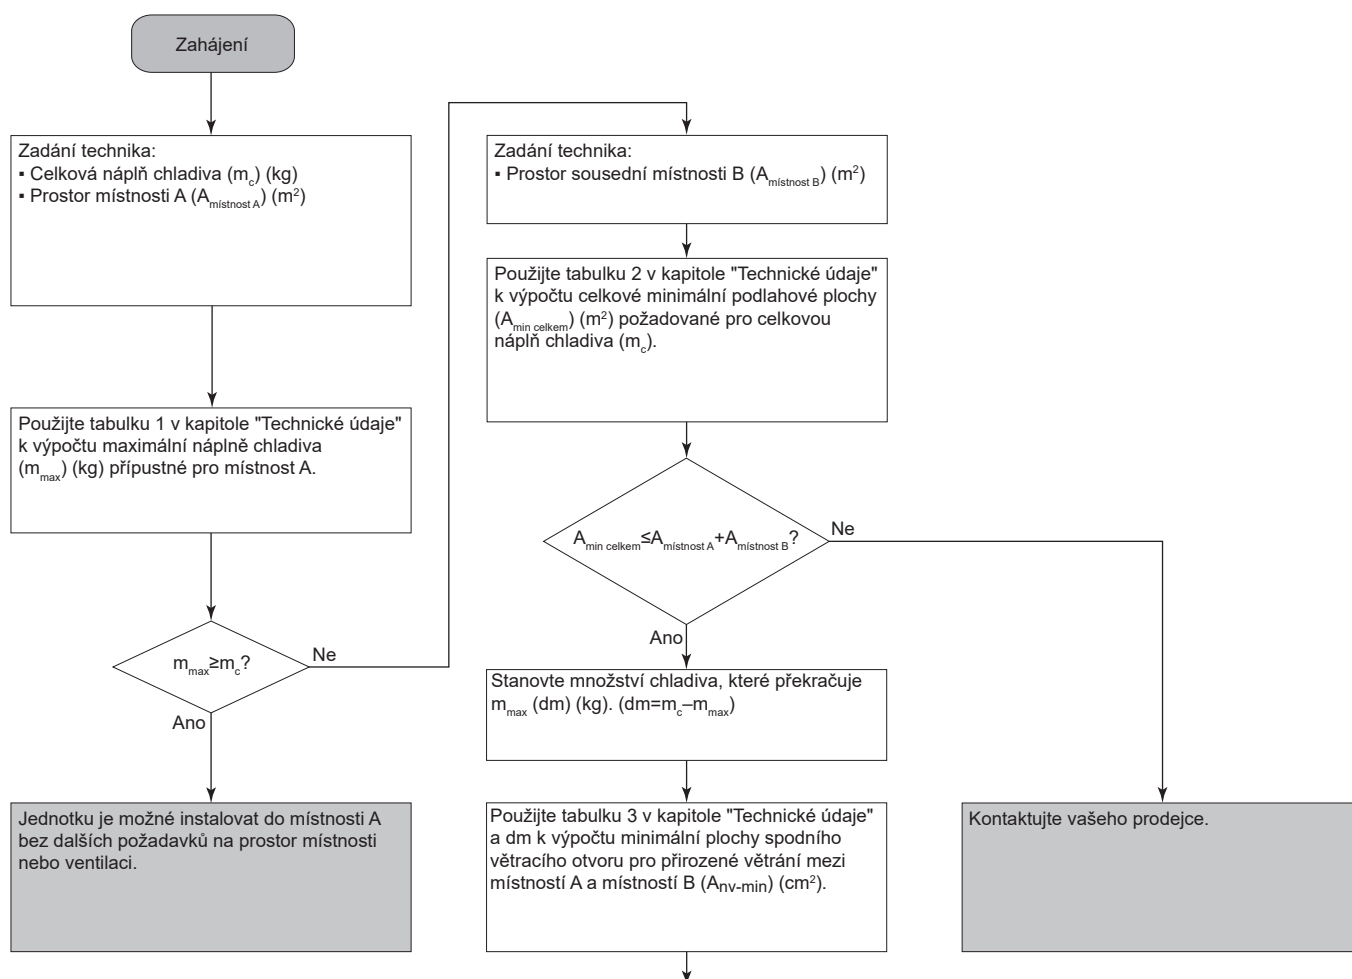 Zahájení
Zadání technika:
▪ Celková náplň chladiva (mc) (kg)
▪ Prostor místnosti A (Amístnost A) (m²)
Použijte tabulku 1 v kapitole "Technické údaje"
k výpočtu maximální náplně chladiva
(mmax) (kg) přípustné pro místnost A.
mmax≥mc?
Ne
Ano
Jednotku je možné instalovat do místnosti A
bez dalších požadavků na prostor místnosti
nebo ventilaci.
Zadání technika:
▪ Prostor sousední místnosti B (Amístnost B) (m²)
Použijte tabulku 2 v kapitole "Technické údaje"
k výpočtu celkové minimální podlahové plochy
(Amin celkem) (m²) požadované pro celkovou
náplň chladiva (mc).
Amin celkem≤Amístnost A+Amístnost B?
Ne
Ano
Stanovte množství chladiva, které překračuje
mmax (dm) (kg). (dm=mc–mmax)
Použijte tabulku 3 v kapitole "Technické údaje"
a dm k výpočtu minimální plochy spodního
větracího otvoru pro přirozené větrání mezi
místností A a místností B (Anv-min) (cm²).
Kontaktujte vašeho prodejce.